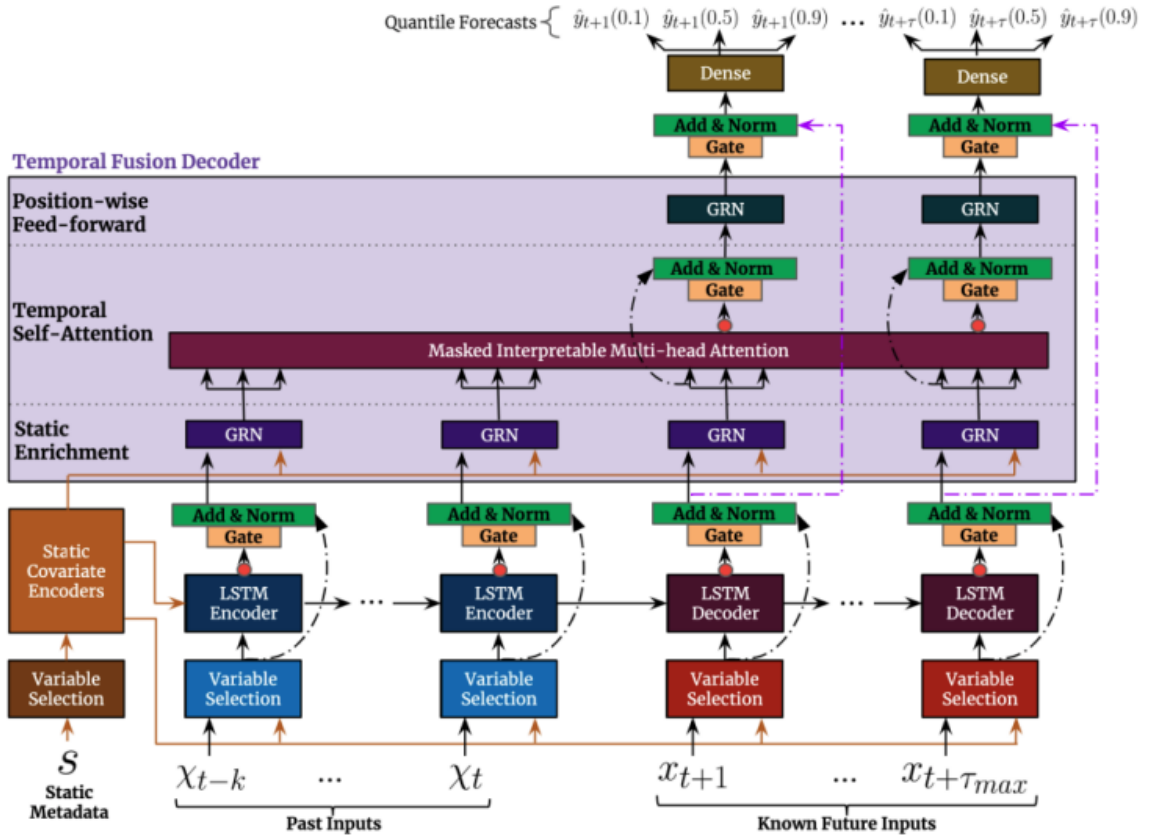 Quantile Forecasts { ŷt+1(0.1) ŷt+1(0.5) ŷt+1(0.9) ... ŷt+τ(0.1) ŷt+τ(0.5) ŷt+τ(0.9)
Dense Dense
Add & Norm Add & Norm
Gate Gate
Temporal Fusion Decoder
Position-wise
Feed-forward
GRN GRN
Add & Norm Add & Norm
Gate Gate
Temporal
Self-Attention
Masked Interpretable Multi-head Attention
Static
Enrichment
GRN GRN GRN GRN
Add & Norm Add & Norm Add & Norm Add & Norm
Gate Gate Gate Gate
Static
Covariate
Encoders
LSTM
Encoder
...
LSTM
Encoder
LSTM
Decoder
...
LSTM
Decoder
Variable
Selection
Variable
Selection
Variable
Selection
Variable
Selection
Variable
Selection
s
Static
Metadata
χt−k ... χt xt+1 ... xt+τmax
Past Inputs Known Future Inputs